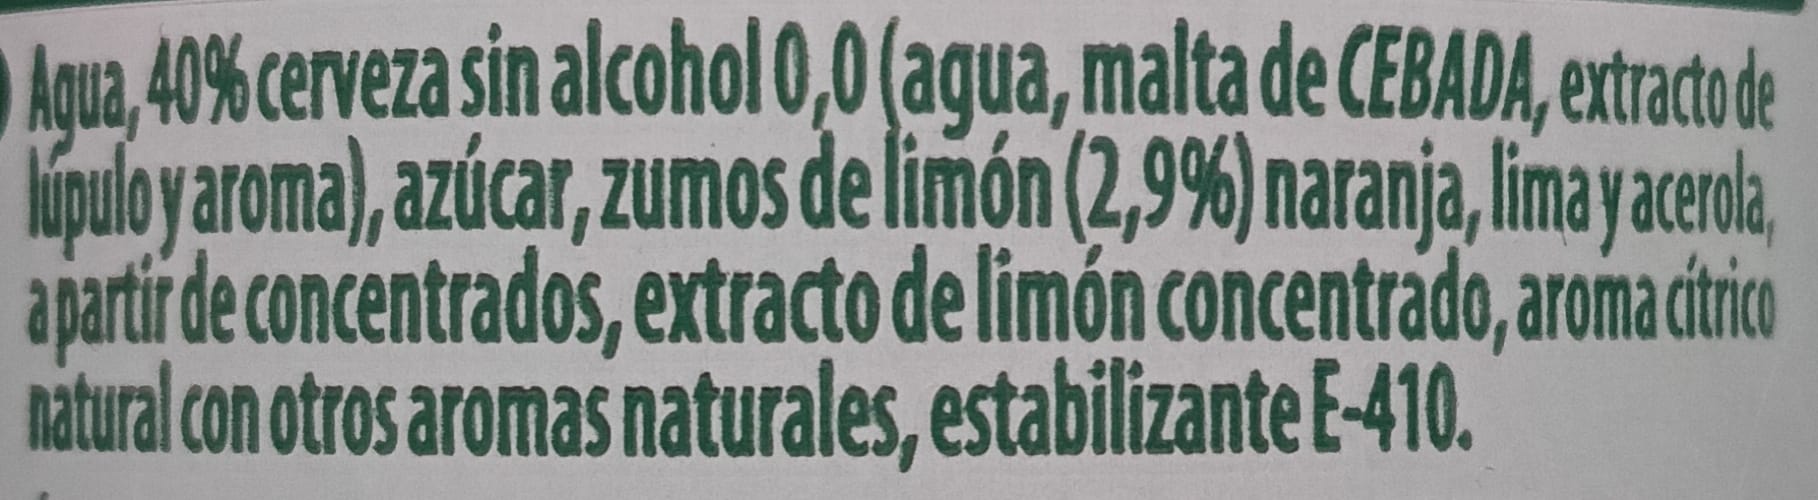 Agua, 40% cerveza sin alcohol 0,0 (agua, malta de CEBADA, extracto de
lúpulo y aroma), azúcar, zumos de limón (2,9%) naranja, lima y acerola,
a partir de concentrados, extracto de limón concentrado, aroma cítrico
natural con otros aromas naturales, estabilizante E-410.